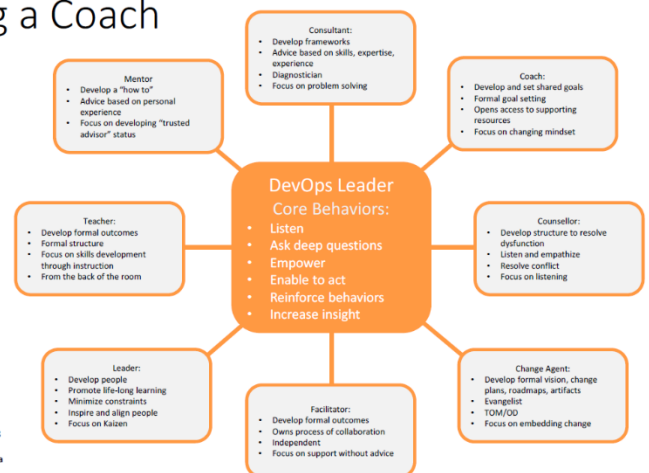 g a Coach
Consultant:
• Develop frameworks
• Advice based on skills, expertise,
experience
• Diagnostician
• Focus on problem solving
Mentor
• Develop a “how to”
• Advice based on personal
experience
• Focus on developing “trusted
advisor” status
Coach:
• Develop and set shared goals
• Formal goal setting
• Opens access to supporting
resources
• Focus on changing mindset
DevOps Leader
Core Behaviors:
• Listen
• Ask deep questions
• Empower
• Enable to act
• Reinforce behaviors
• Increase insight
Teacher:
• Develop formal outcomes
• Formal structure
• Focus on skills development
through instruction
• From the back of the room
Counsellor:
• Develop structure to resolve
dysfunction
• Listen and empathize
• Resolve conflict
• Focus on listening
Leader:
• Develop people
• Promote life-long learning
• Minimize constraints
• Inspire and align people
• Focus on Kaizen
Facilitator:
• Develop formal outcomes
• Owns process of collaboration
• Independent
• Focus on support without advice
Change Agent:
• Develop formal vision, change
plans, roadmaps, artifacts
• Evangelist
• TOM/OD
• Focus on embedding change